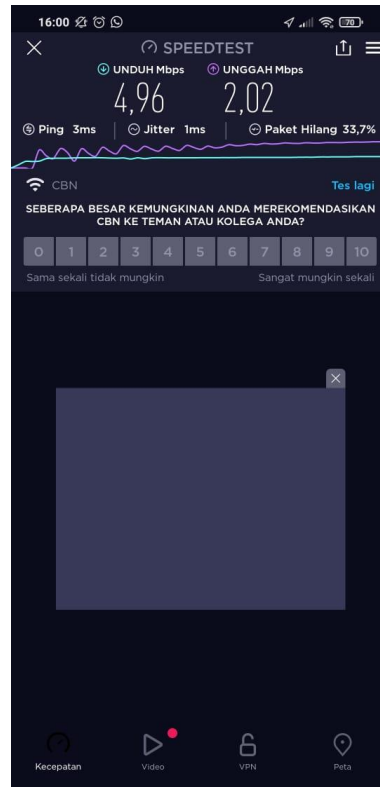 16:00
70
SPEEDTEST
UNDUH Mbps
UNGGAH Mbps
4,96
2,02
Ping 3ms
Jitter 1ms
Paket Hilang 33,7%
CBN
Tes lagi
SEBERAPA BESAR KEMUNGKINAN ANDA MEREKOMENDASIKAN
CBN KE TEMAN ATAU KOLEGA ANDA?
0 1 2 3 4 5 6 7 8 9 10
Sama sekali tidak mungkin
Sangat mungkin sekali
Kecepatan
Video
VPN
Peta